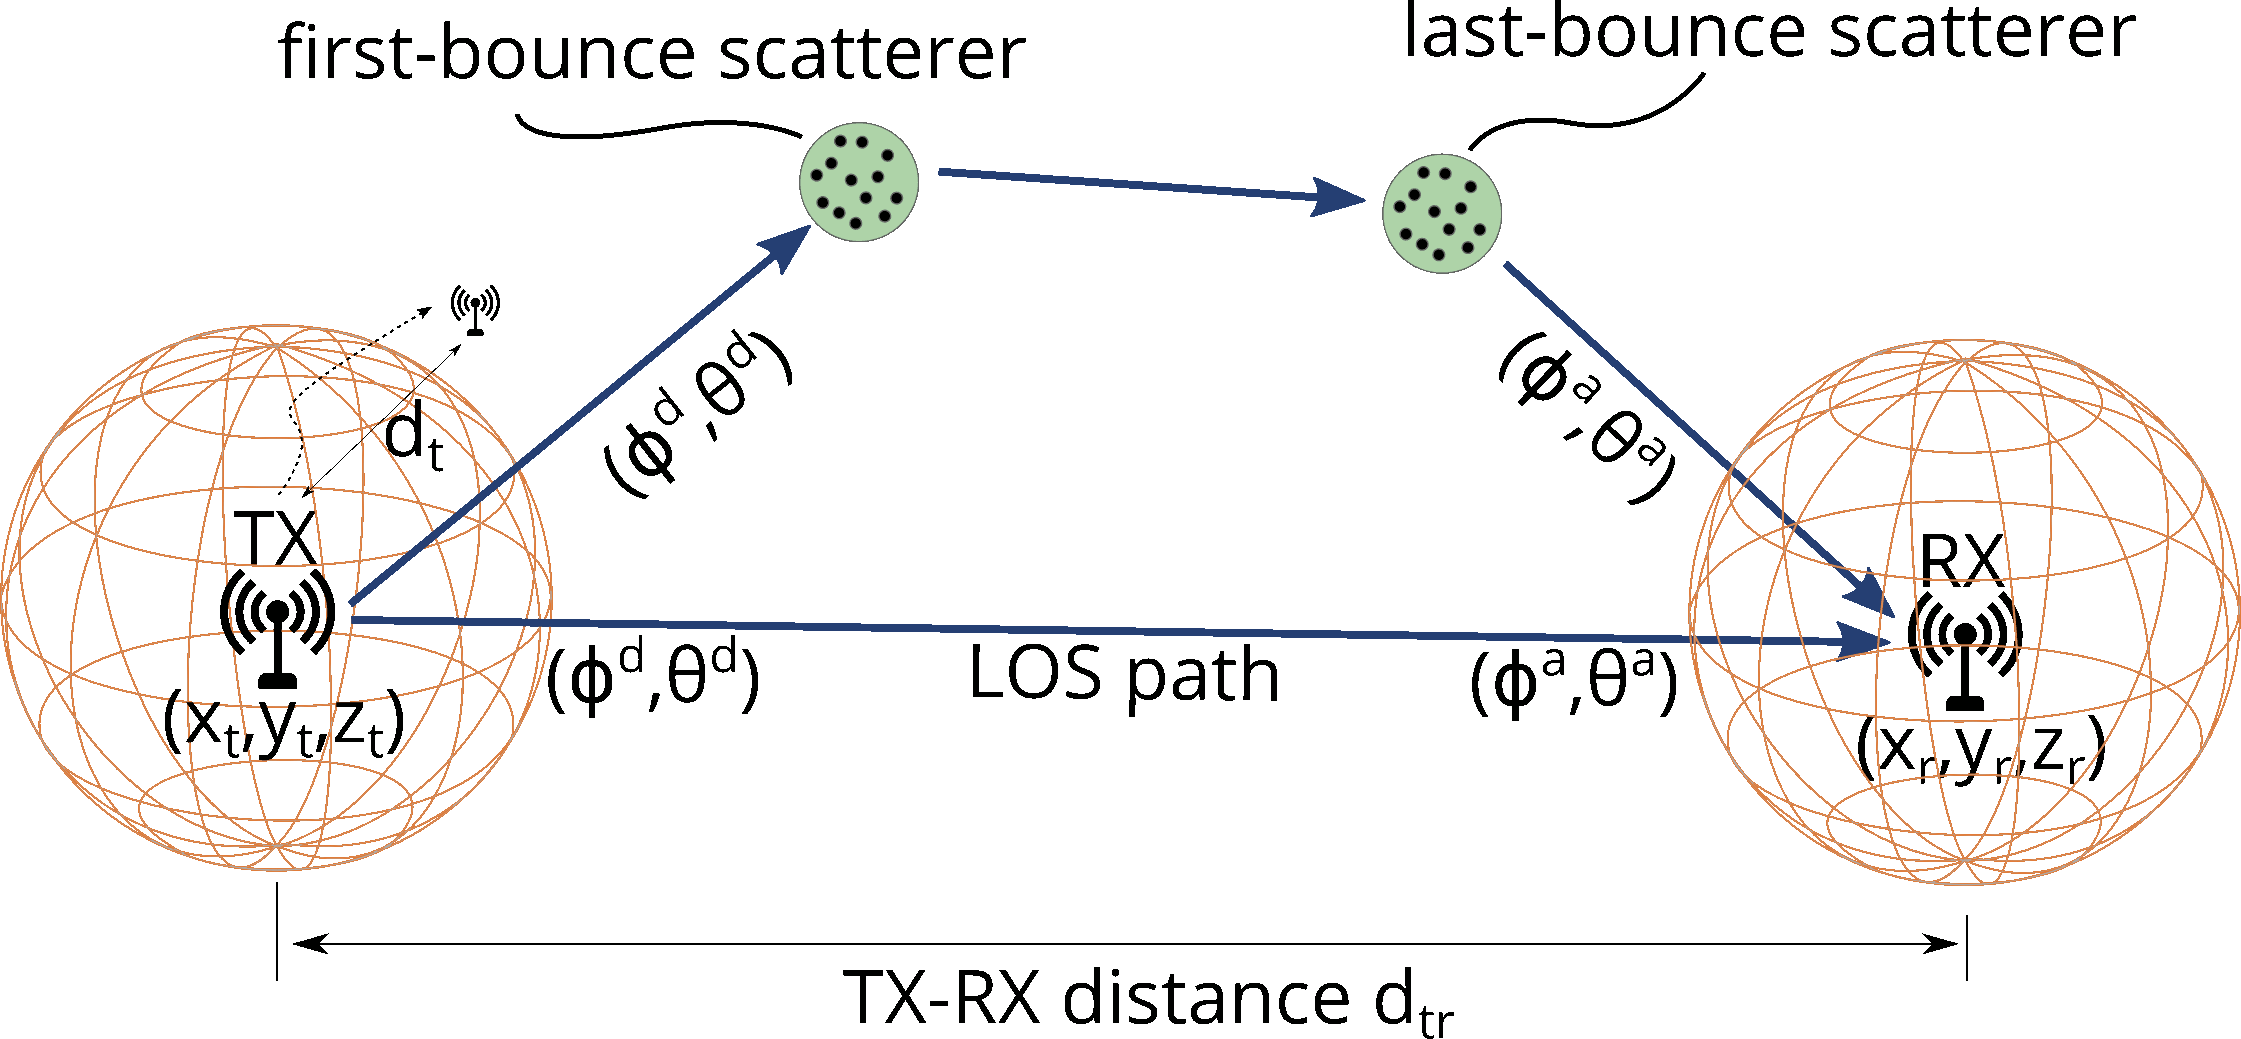 first-bounce scatterer
last-bounce scatterer
(ϕᵈ,θᵈ)
(ϕᵃ,θᵃ)
dₜ
TX
RX
(xₜ,yₜ,zₜ)
(ϕᵈ,θᵈ)
LOS path
(ϕᵃ,θᵃ)
(xᵣ,yᵣ,zᵣ)
TX-RX distance dₜᵣ